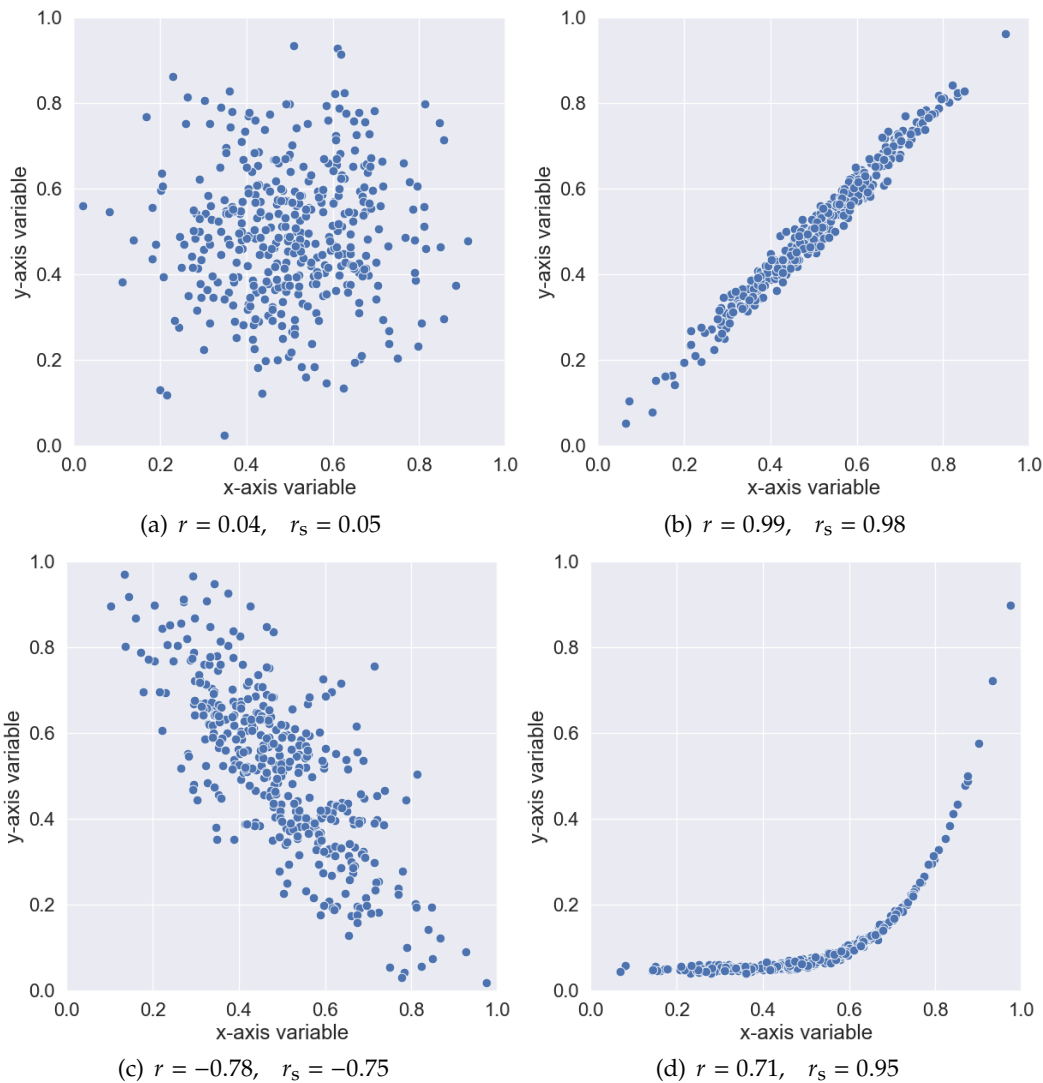 1.0
0.8
0.6
0.4
0.2
0.0
y-axis variable
0.0 0.2 0.4 0.6 0.8 1.0
x-axis variable
(a) r = 0.04, rₛ = 0.05
1.0
0.8
0.6
0.4
0.2
0.0
y-axis variable
0.0 0.2 0.4 0.6 0.8 1.0
x-axis variable
(b) r = 0.99, rₛ = 0.98
1.0
0.8
0.6
0.4
0.2
0.0
y-axis variable
0.0 0.2 0.4 0.6 0.8 1.0
x-axis variable
(c) r = −0.78, rₛ = −0.75
1.0
0.8
0.6
0.4
0.2
0.0
y-axis variable
0.0 0.2 0.4 0.6 0.8 1.0
x-axis variable
(d) r = 0.71, rₛ = 0.95